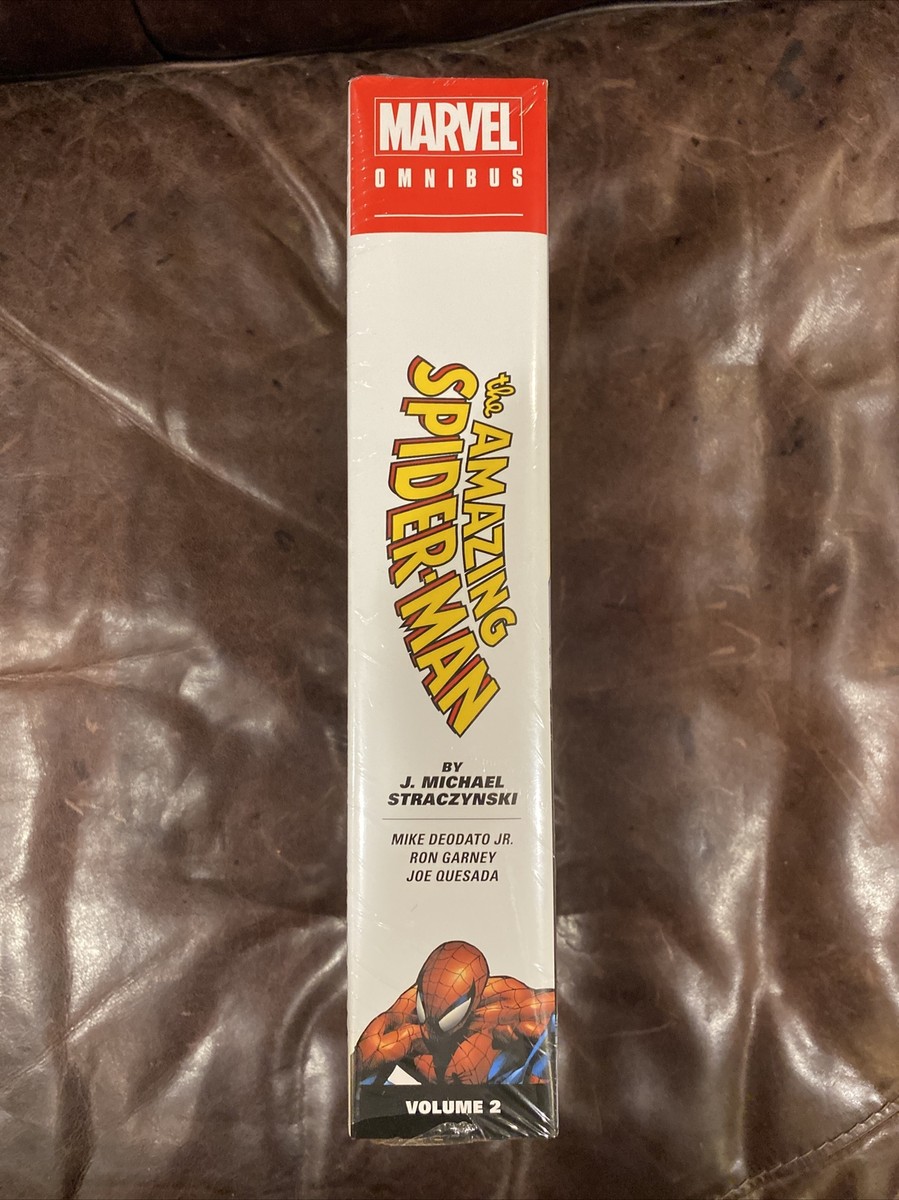 MARVEL
OMNIBUS
the AMAZING
SPIDER-MAN
BY
J. MICHAEL
STRACZYNSKI
MIKE DEODATO JR.
RON GARNEY
JOE QUESADA
VOLUME 2